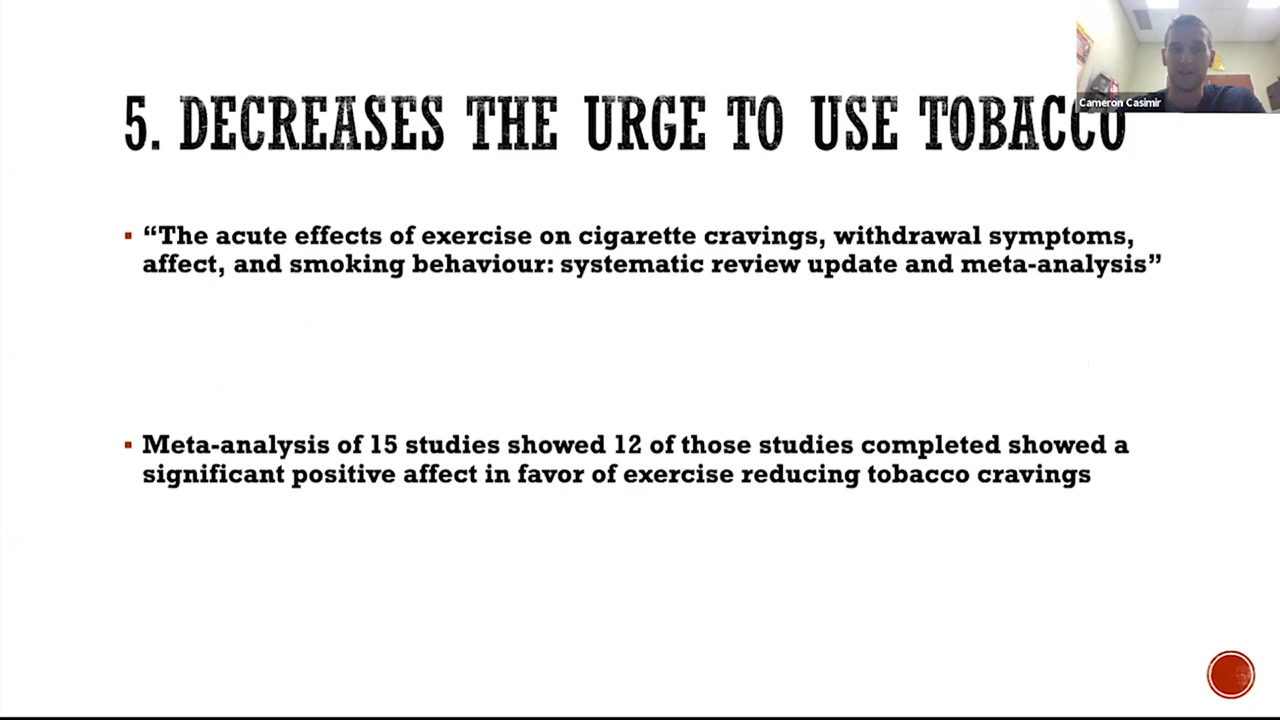 Cameron Casimir
5. DECREASES THE URGE TO USE TOBACCO
“The acute effects of exercise on cigarette cravings, withdrawal symptoms,
affect, and smoking behaviour: systematic review update and meta-analysis”
Meta-analysis of 15 studies showed 12 of those studies completed showed a
significant positive affect in favor of exercise reducing tobacco cravings